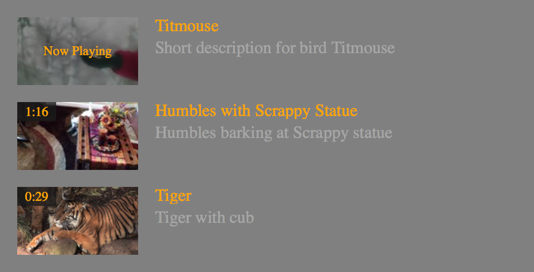 Now Playing
Titmouse
Short description for bird Titmouse
1:16
Humbles with Scrappy Statue
Humbles barking at Scrappy statue
0:29
Tiger
Tiger with cub